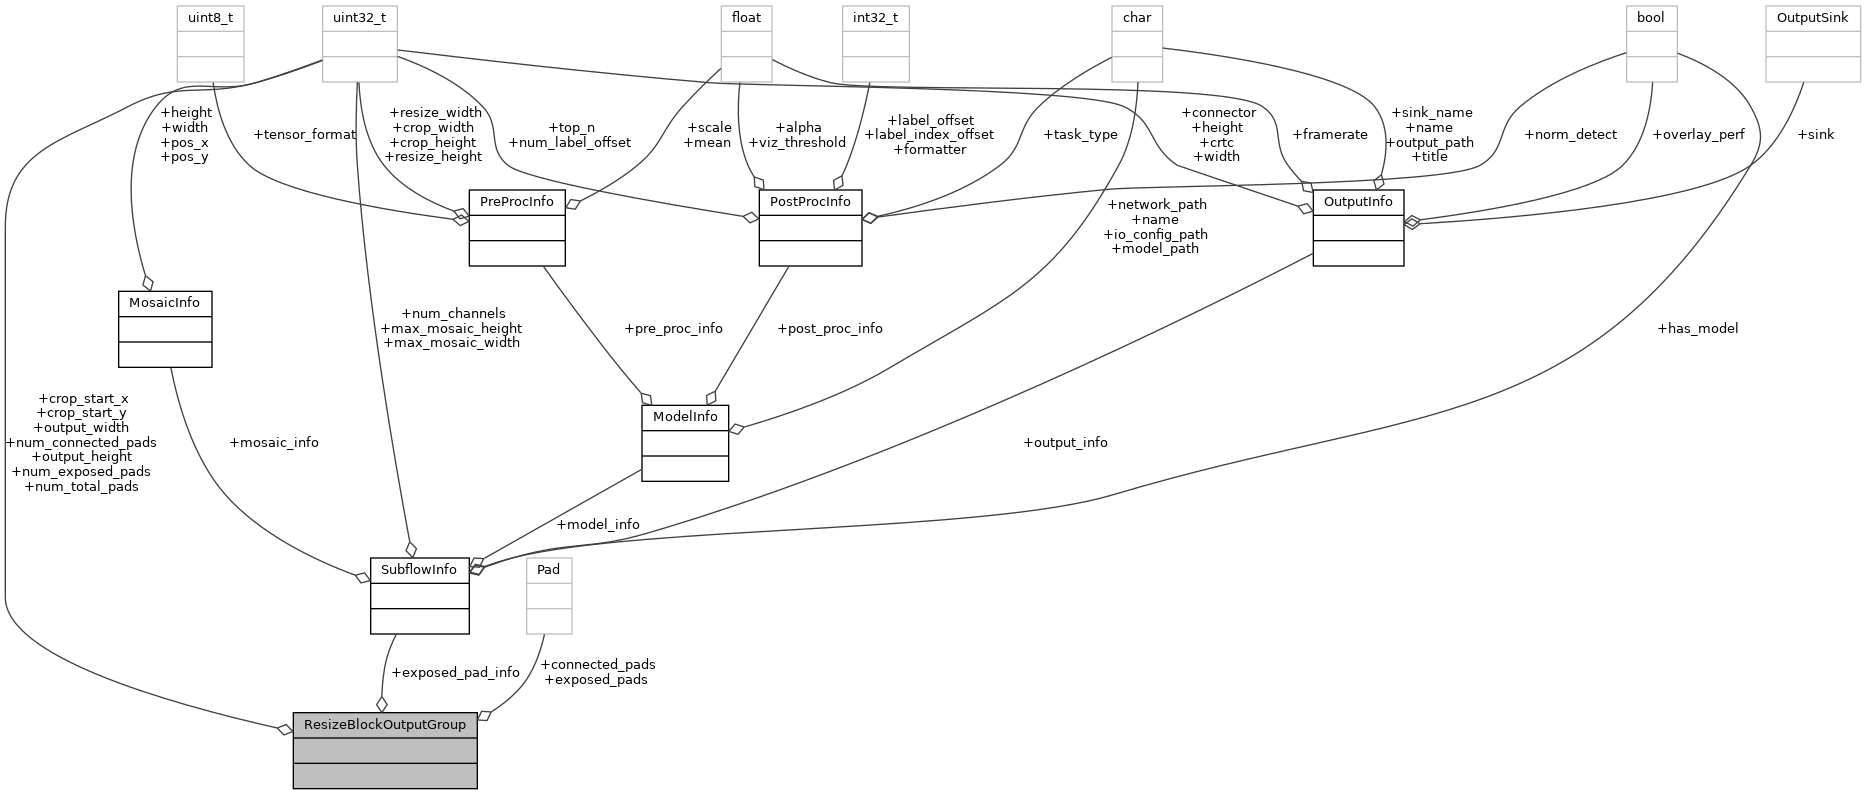 uint8_t
uint32_t
float
int32_t
char
bool
OutputSink
+height
+width
+pos_x
+pos_y
+tensor_format
+resize_width
+crop_width
+crop_height
+resize_height
+top_n
+num_label_offset
+scale
+mean
+alpha
+viz_threshold
+label_offset
+label_index_offset
+formatter
+task_type
+connector
+height
+crtc
+width
+framerate
+sink_name
+name
+output_path
+title
+norm_detect
+overlay_perf
+sink
PreProcInfo
PostProcInfo
+network_path
+name
+io_config_path
+model_path
OutputInfo
MosaicInfo
+num_channels
+max_mosaic_height
+max_mosaic_width
+pre_proc_info
+post_proc_info
+has_model
+crop_start_x
+crop_start_y
+output_width
+num_connected_pads
+output_height
+num_exposed_pads
+num_total_pads
+mosaic_info
ModelInfo
+output_info
+model_info
SubflowInfo
Pad
+exposed_pad_info
+connected_pads
+exposed_pads
ResizeBlockOutputGroup